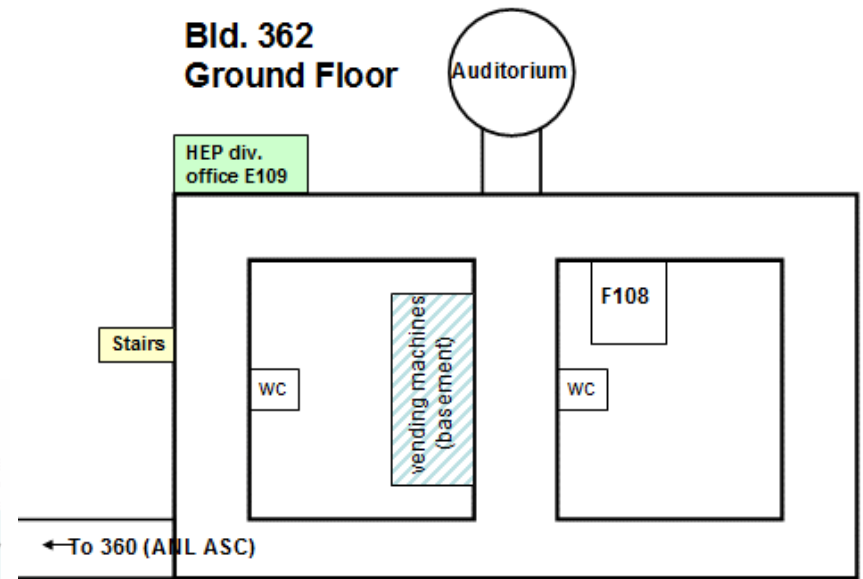 Bld. 362
Ground Floor
Auditorium
HEP div.
office E109
F108
Stairs
vending machines
(basement)
WC
WC
To 360 (ANL ASC)